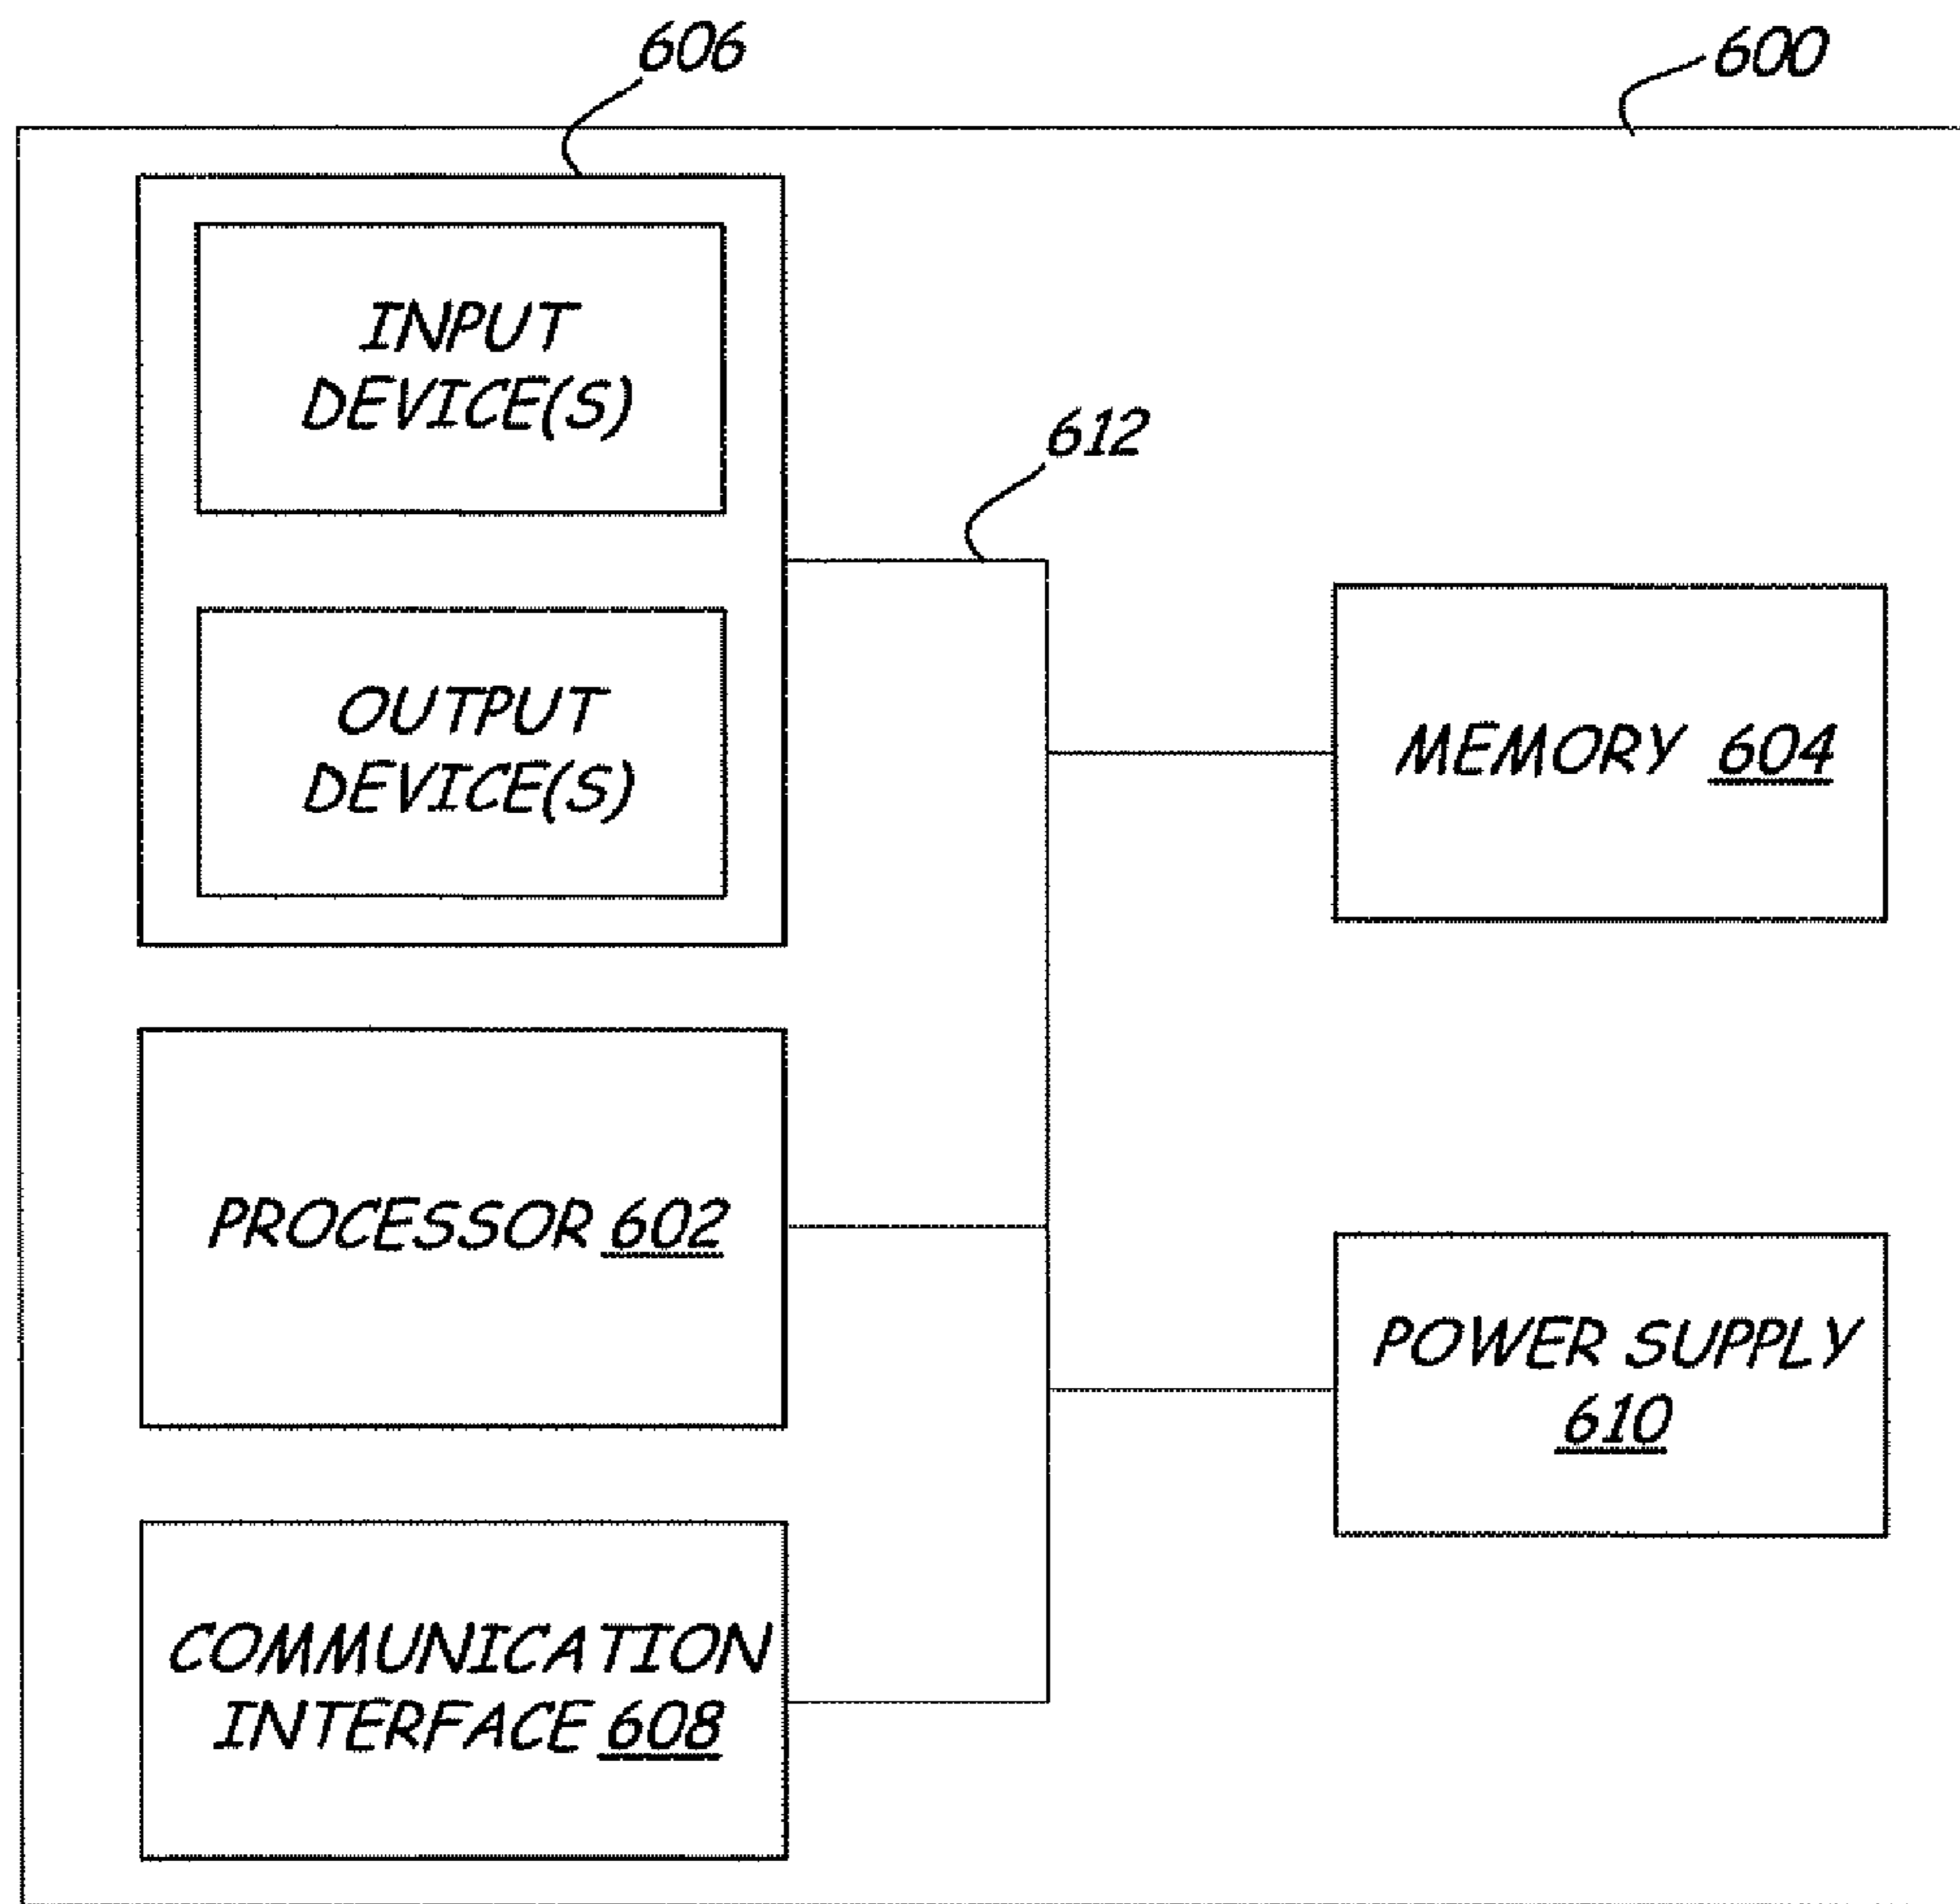 606
600
INPUT
DEVICE(S)
612
OUTPUT
DEVICE(S)
MEMORY 604
PROCESSOR 602
POWER SUPPLY
610
COMMUNICATION
INTERFACE 608